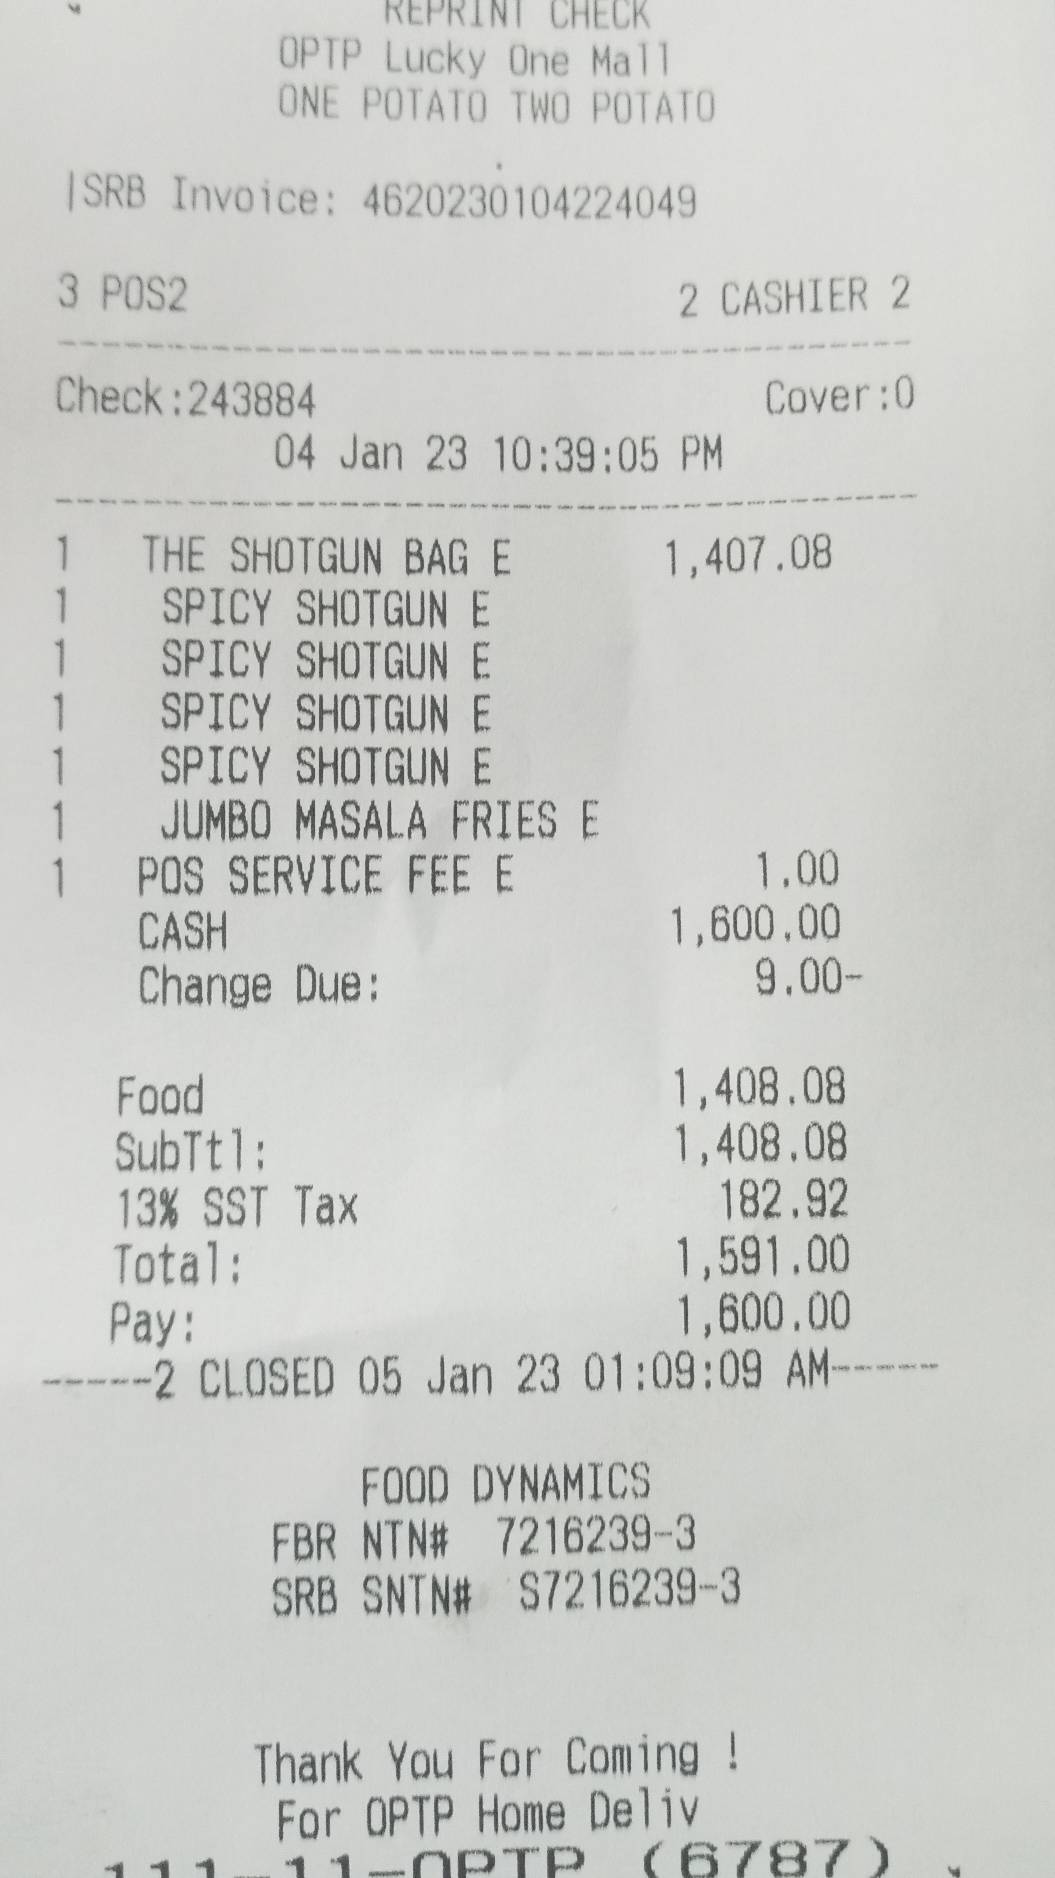 REPRINT CHECK
OPTP Lucky One Mall
ONE POTATO TWO POTATO
|SRB Invoice: 4620230104224049
3 POS2 2 CASHIER 2
Check:243884 Cover:0
04 Jan 23 10:39:05 PM
1 THE SHOTGUN BAG E 1,407.08
1 SPICY SHOTGUN E
1 SPICY SHOTGUN E
1 SPICY SHOTGUN E
1 SPICY SHOTGUN E
1 JUMBO MASALA FRIES E
1 POS SERVICE FEE E 1.00
CASH 1,600.00
Change Due: 9.00-
Food 1,408.08
SubTtl: 1,408.08
13% SST Tax 182.92
Total: 1,591.00
Pay: 1,600.00
-----2 CLOSED 05 Jan 23 01:09:09 AM-----
FOOD DYNAMICS
FBR NTN# 7216239-3
SRB SNTN# S7216239-3
Thank You For Coming !
For OPTP Home Deliv
111-11-OPTP (6787)